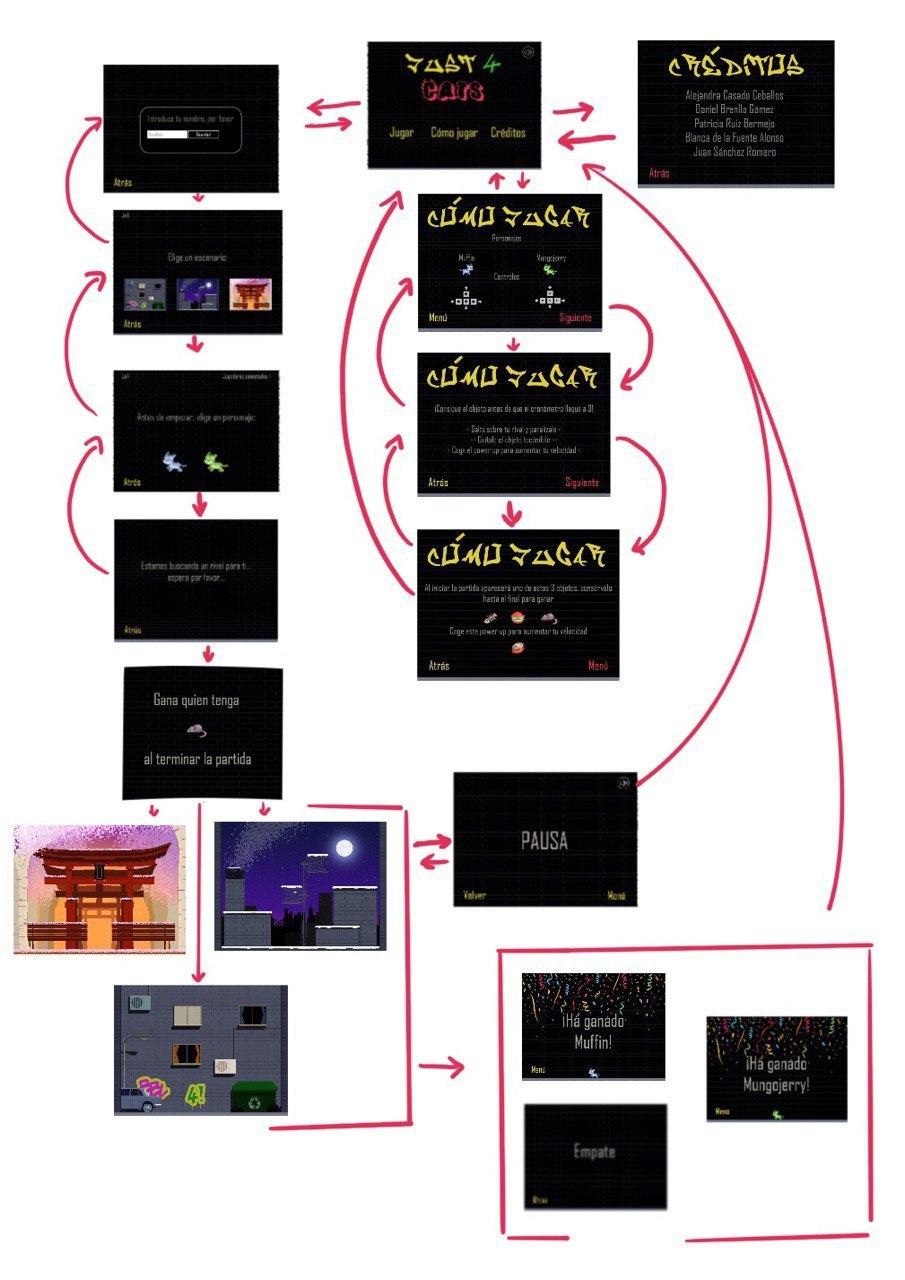 JUST 4
CATS
Jugar Cómo jugar Créditos
CRÉDITOS
Alejandra Casado Ceballos
Daniel Brenlla Gómez
Patricia Ruiz Bermejo
Blanca de la Fuente Alonso
Juan Sánchez Romero
Atrás
Introduce tu nombre, por favor
Atrás
Elige un escenario:
Atrás
Antes de empezar, elige un personaje:
Atrás
Estamos buscando un rival para ti...
espera por favor...
Atrás
Gana quien tenga
al terminar la partida
CÓMO JUGAR
Personajes
Muffin Mungojerry
Controles
Menú Siguiente
CÓMO JUGAR
¡Consigue el objeto antes de que el cronómetro llegue a 0!
- Salta sobre tu rival y paralízale -
- Quítale el objeto tocándole -
- Coge el power up para aumentar tu velocidad -
Atrás Siguiente
CÓMO JUGAR
Al iniciar la partida aparecerá uno de estos 3 objetos, consérvalo
hasta el final para ganar
Coge este power up para aumentar tu velocidad
Atrás Menú
PAUSA
Volver Menú
4!
¡Há ganado
Muffin!
Menú
¡Há ganado
Mungojerry!
Menú
Empate